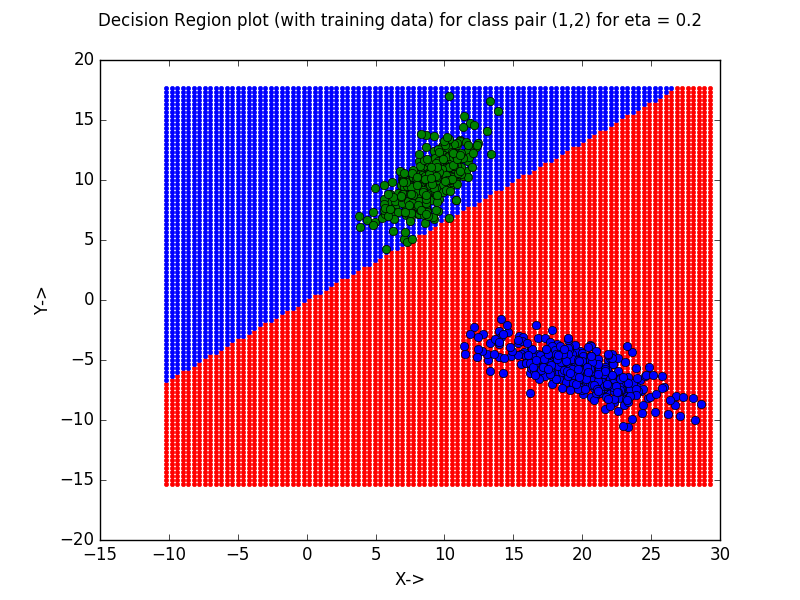 Decision Region plot (with training data) for class pair (1,2) for eta = 0.2
20
15
10
5
0
−5
−10
−15
−20
Y->
−15 −10 −5 0 5 10 15 20 25 30
X->